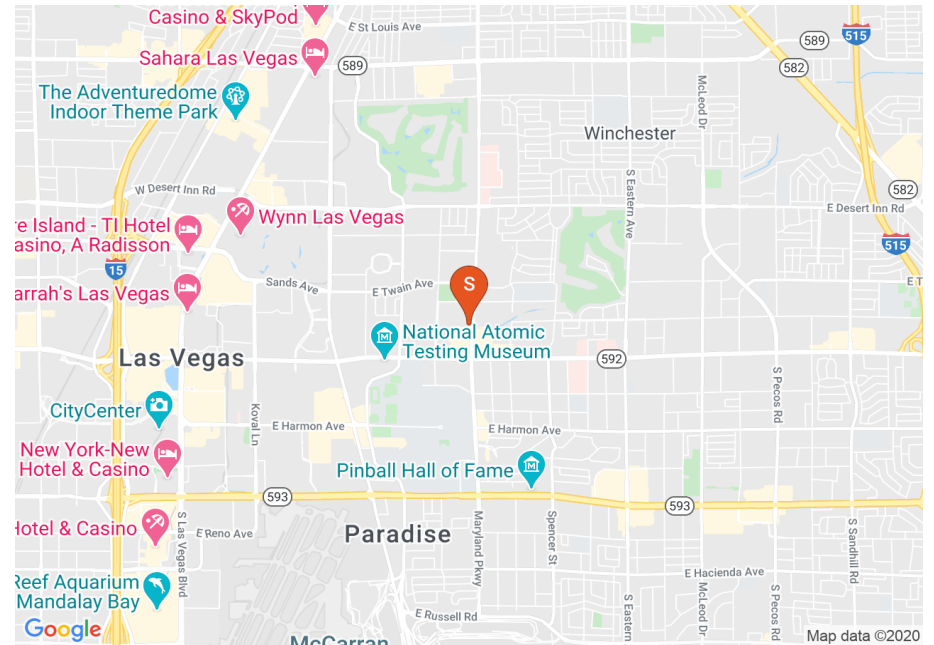 Casino & SkyPod
E St Louis Ave
515
589
Sahara Las Vegas
589
582
The Adventuredome
Indoor Theme Park
McLeod Dr
Winchester
W Desert Inn Rd
S Eastern Ave
582
E Desert Inn Rd
Wynn Las Vegas
re Island - TI Hotel
asino, A Radisson
515
15
Sands Ave
E Twain Ave
S
E T
arrah's Las Vegas
National Atomic
Testing Museum
592
Las Vegas
S Pecos Rd
CityCenter
Koval Ln
E Harmon Ave
E Harmon Ave
New York-New
Hotel & Casino
Pinball Hall of Fame
593
593
Hotel & Casino
S Las Vegas Blvd
E Reno Ave
Paradise
Maryland Pkwy
Spencer St
S Sandhill Rd
E Hacienda Ave
Reef Aquarium
Mandalay Bay
S Eastern
McLeod Dr
S Pecos Rd
E Russell Rd
Google
McCarran
Map data ©2020